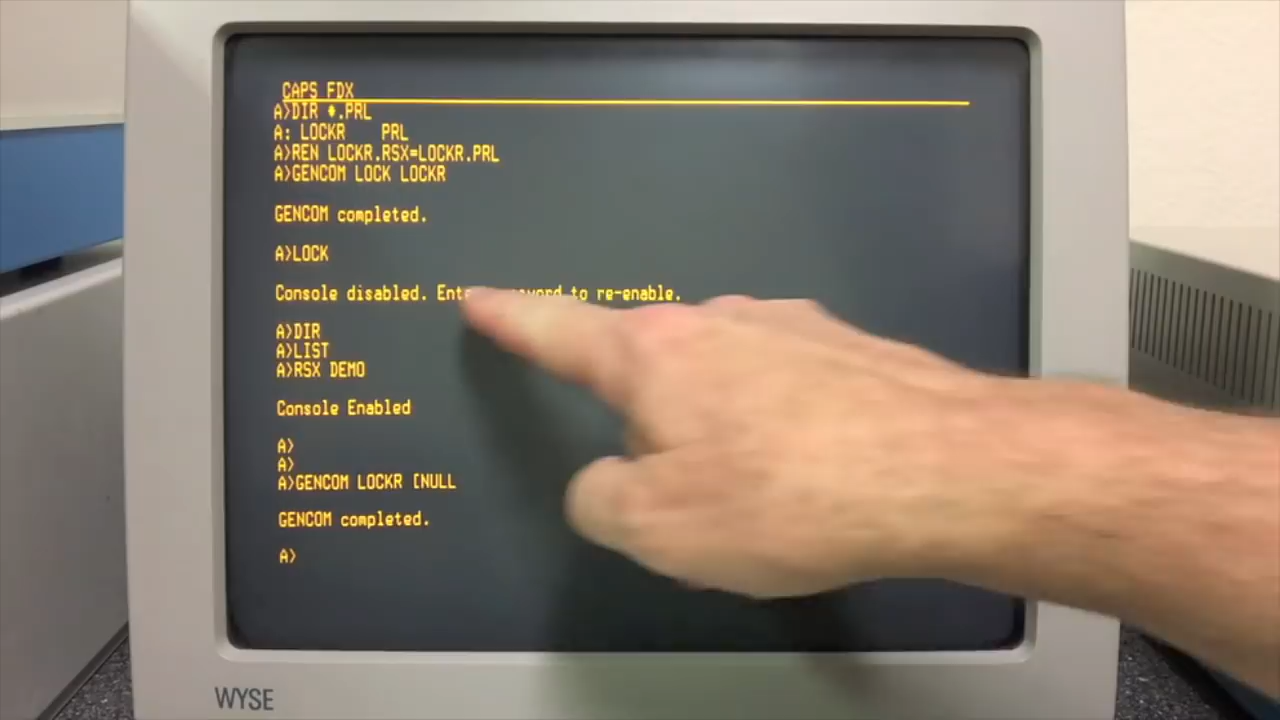 CAPS FDX
A>DIR *.PRL
A: LOCKR    PRL
A>REN LOCKR.RSX=LOCKR.PRL
A>GENCOM LOCK LOCKR
GENCOM completed.
A>LOCK
Console disabled. to re-enable.
A>DIR
A>LIST
A>RSX DEMO
Console Enabled
A>
A>
A>GENCOM LOCKR [NULL
GENCOM completed.
A>
WYSE